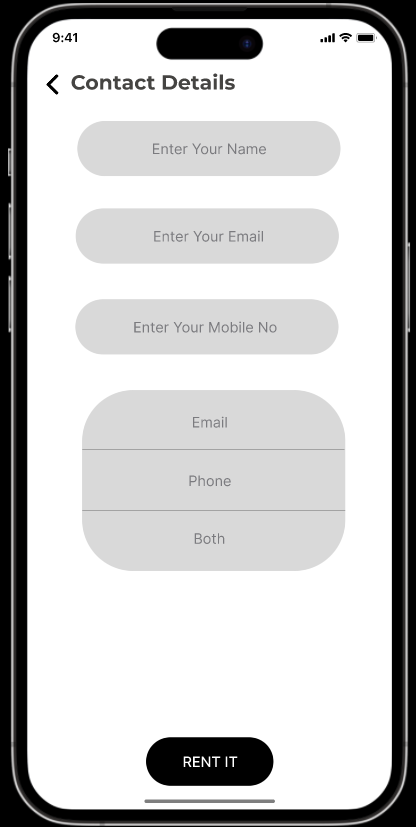 9:41
Contact Details
Enter Your Name
Enter Your Email
Enter Your Mobile No
Email
Phone
Both
RENT IT